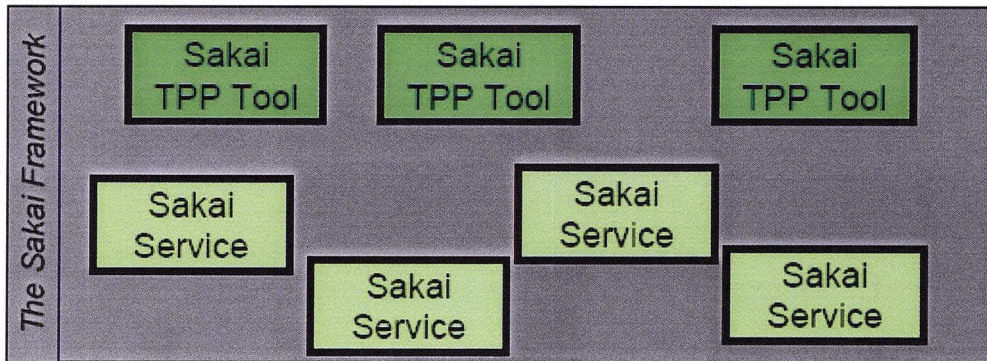 The Sakai Framework
Sakai
TPP Tool
Sakai
TPP Tool
Sakai
TPP Tool
Sakai
Service
Sakai
Service
Sakai
Service
Sakai
Service